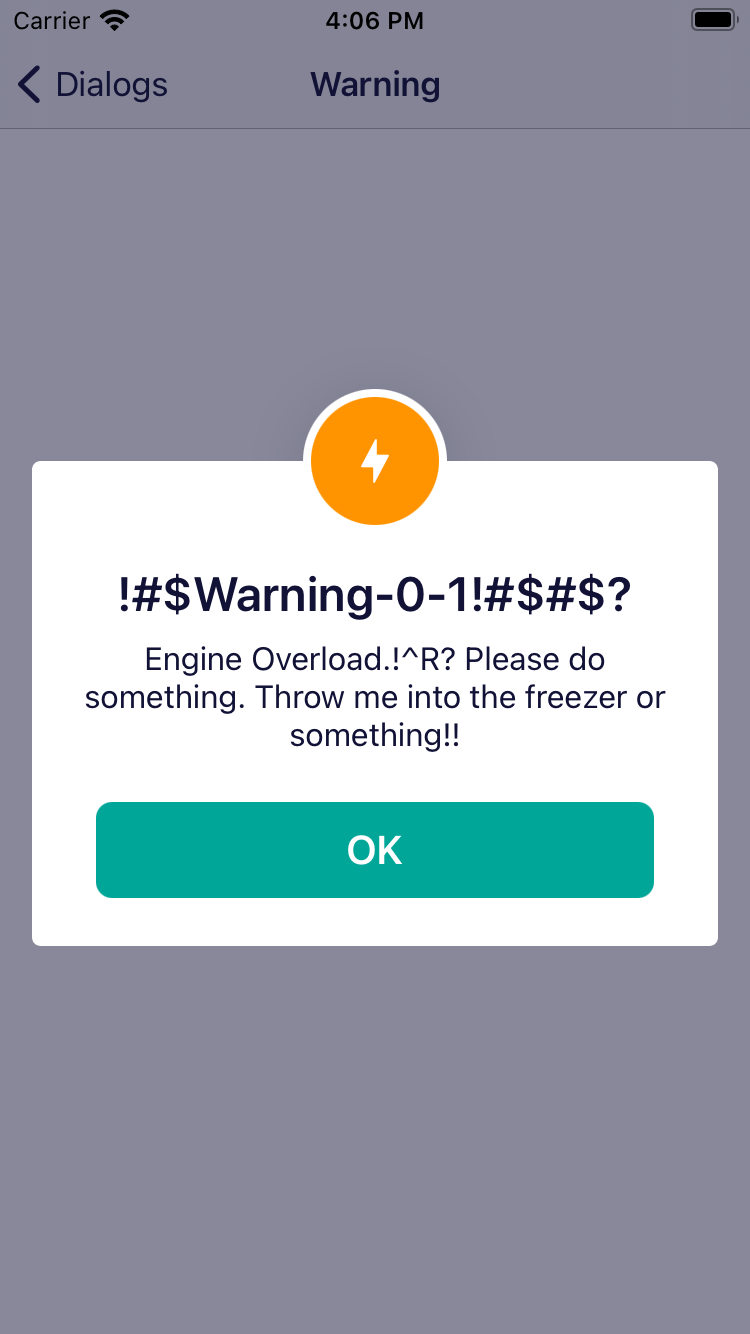 Carrier 4:06 PM
Dialogs Warning
!#$Warning-0-1!#$#$?
Engine Overload.!^R? Please do
something. Throw me into the freezer or
something!!
OK